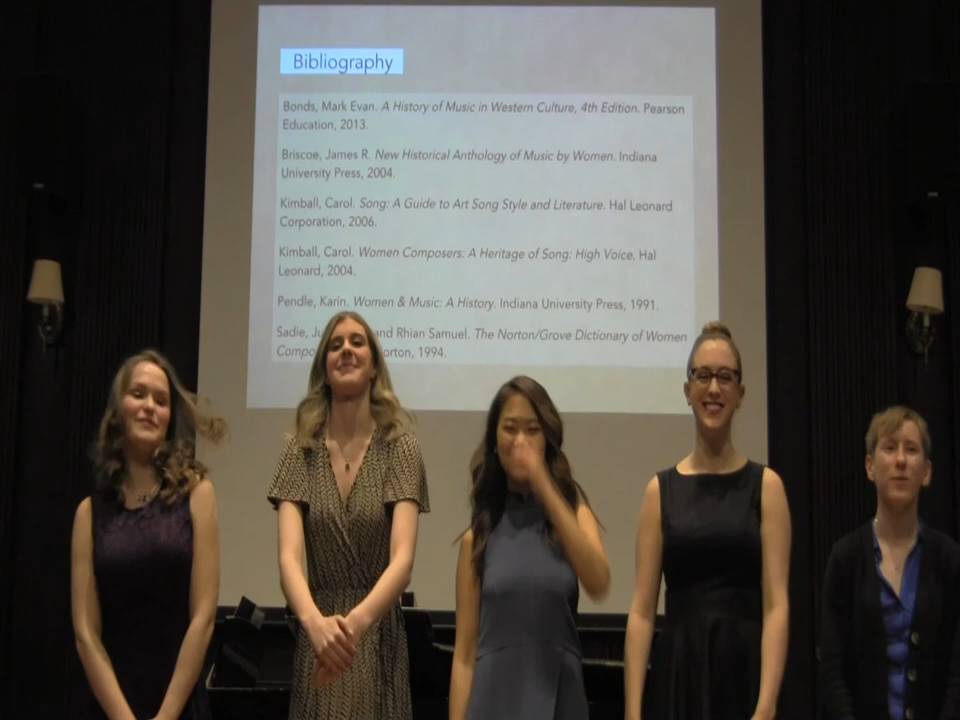 Bibliography
Bonds, Mark Evan. A History of Music in Western Culture, 4th Edition. Pearson
Education, 2013.
Briscoe, James R. New Historical Anthology of Music by Women. Indiana
University Press, 2004.
Kimball, Carol. Song: A Guide to Art Song Style and Literature. Hal Leonard
Corporation, 2006.
Kimball, Carol. Women Composers: A Heritage of Song: High Voice. Hal
Leonard, 2004.
Pendle, Karin. Women & Music: A History. Indiana University Press, 1991.
Sadie, and Rhian Samuel. The Norton/Grove Dictionary of Women
1994.